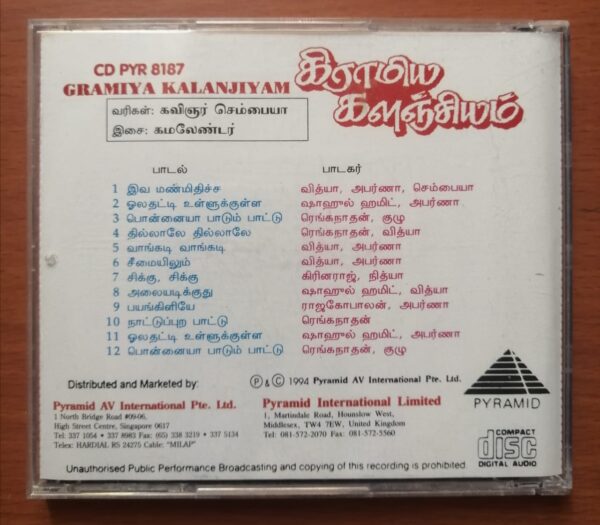 CD PYR 8187
GRAMIYA KALANJIYAM
கிராமிய
களஞ்சியம்
வரிகள்: கவிஞர் செம்பையா
இசை: கமலேண்டர்
பாடல் பாடகர்
1 இவ மண்மிதிச்ச வித்யா, அபர்ணா, செம்பையா
2 ஓலதட்டி உள்ளுக்குள்ள ஷாஹுல் ஹமிட், அபர்ணா
3 பொன்னையா பாடும் பாட்டு ரெங்கநாதன், குழு
4 தில்லாலே தில்லாலே ரெங்கநாதன், வித்யா
5 வாங்கடி வாங்கடி வித்யா, அபர்ணா
6 சீமையிலும் வித்யா, அபர்ணா
7 சிக்கு, சிக்கு கிரினராஜ், நித்யா
8 அலையடிக்குது ஷாஹுல் ஹமிட், வித்யா
9 பயங்கிளியே ராஜகோபாலன், அபர்ணா
10 நாட்டுப்புற பாட்டு ரெங்கநாதன்
11 ஓலதட்டி உள்ளுக்குள்ள ஷாஹுல் ஹமிட், அபர்ணா
12 பொன்னையா பாடும் பாட்டு ரெங்கநாதன், குழு
Distributed and Marketed by: Ⓟ & Ⓒ 1994 Pyramid AV International Pte. Ltd.
Pyramid AV International Pte. Ltd.
1 North Bridge Road #09-06,
High Street Centre, Singapore 0617
Tel: 337 1054 • 337 8983 Fax: (65) 338 3219 • 337 5134
Telex: HARDIAL RS 24275 Cable: "MILAP"
Pyramid International Limited
1, Martindale Road, Hounslow West,
Middlesex, TW4 7EW, United Kingdom
Tel: 081-572-2070 Fax: 081-572-5560
PYRAMID
COMPACT
disc
DIGITAL AUDIO
Unauthorised Public Performance Broadcasting and copying of this recording is prohibited.